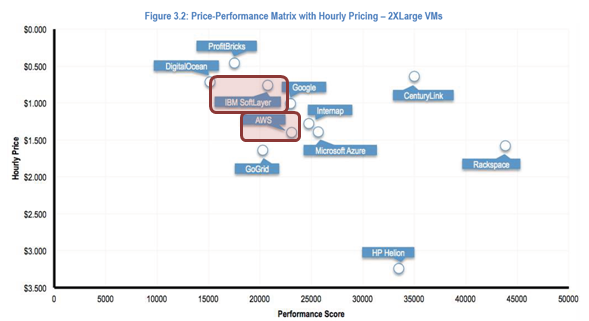 Figure 3.2: Price-Performance Matrix with Hourly Pricing – 2XLarge VMs
$0.000
ProfitBricks
$0.500
DigitalOcean
Google
CenturyLink
IBM SoftLayer
$1.000
Internap
AWS
$1.500
Microsoft Azure
Rackspace
GoGrid
$2.000
$2.500
HP Helion
$3.000
$3.500
Hourly Price
0 5000 10000 15000 20000 25000 30000 35000 40000 45000 50000
Performance Score